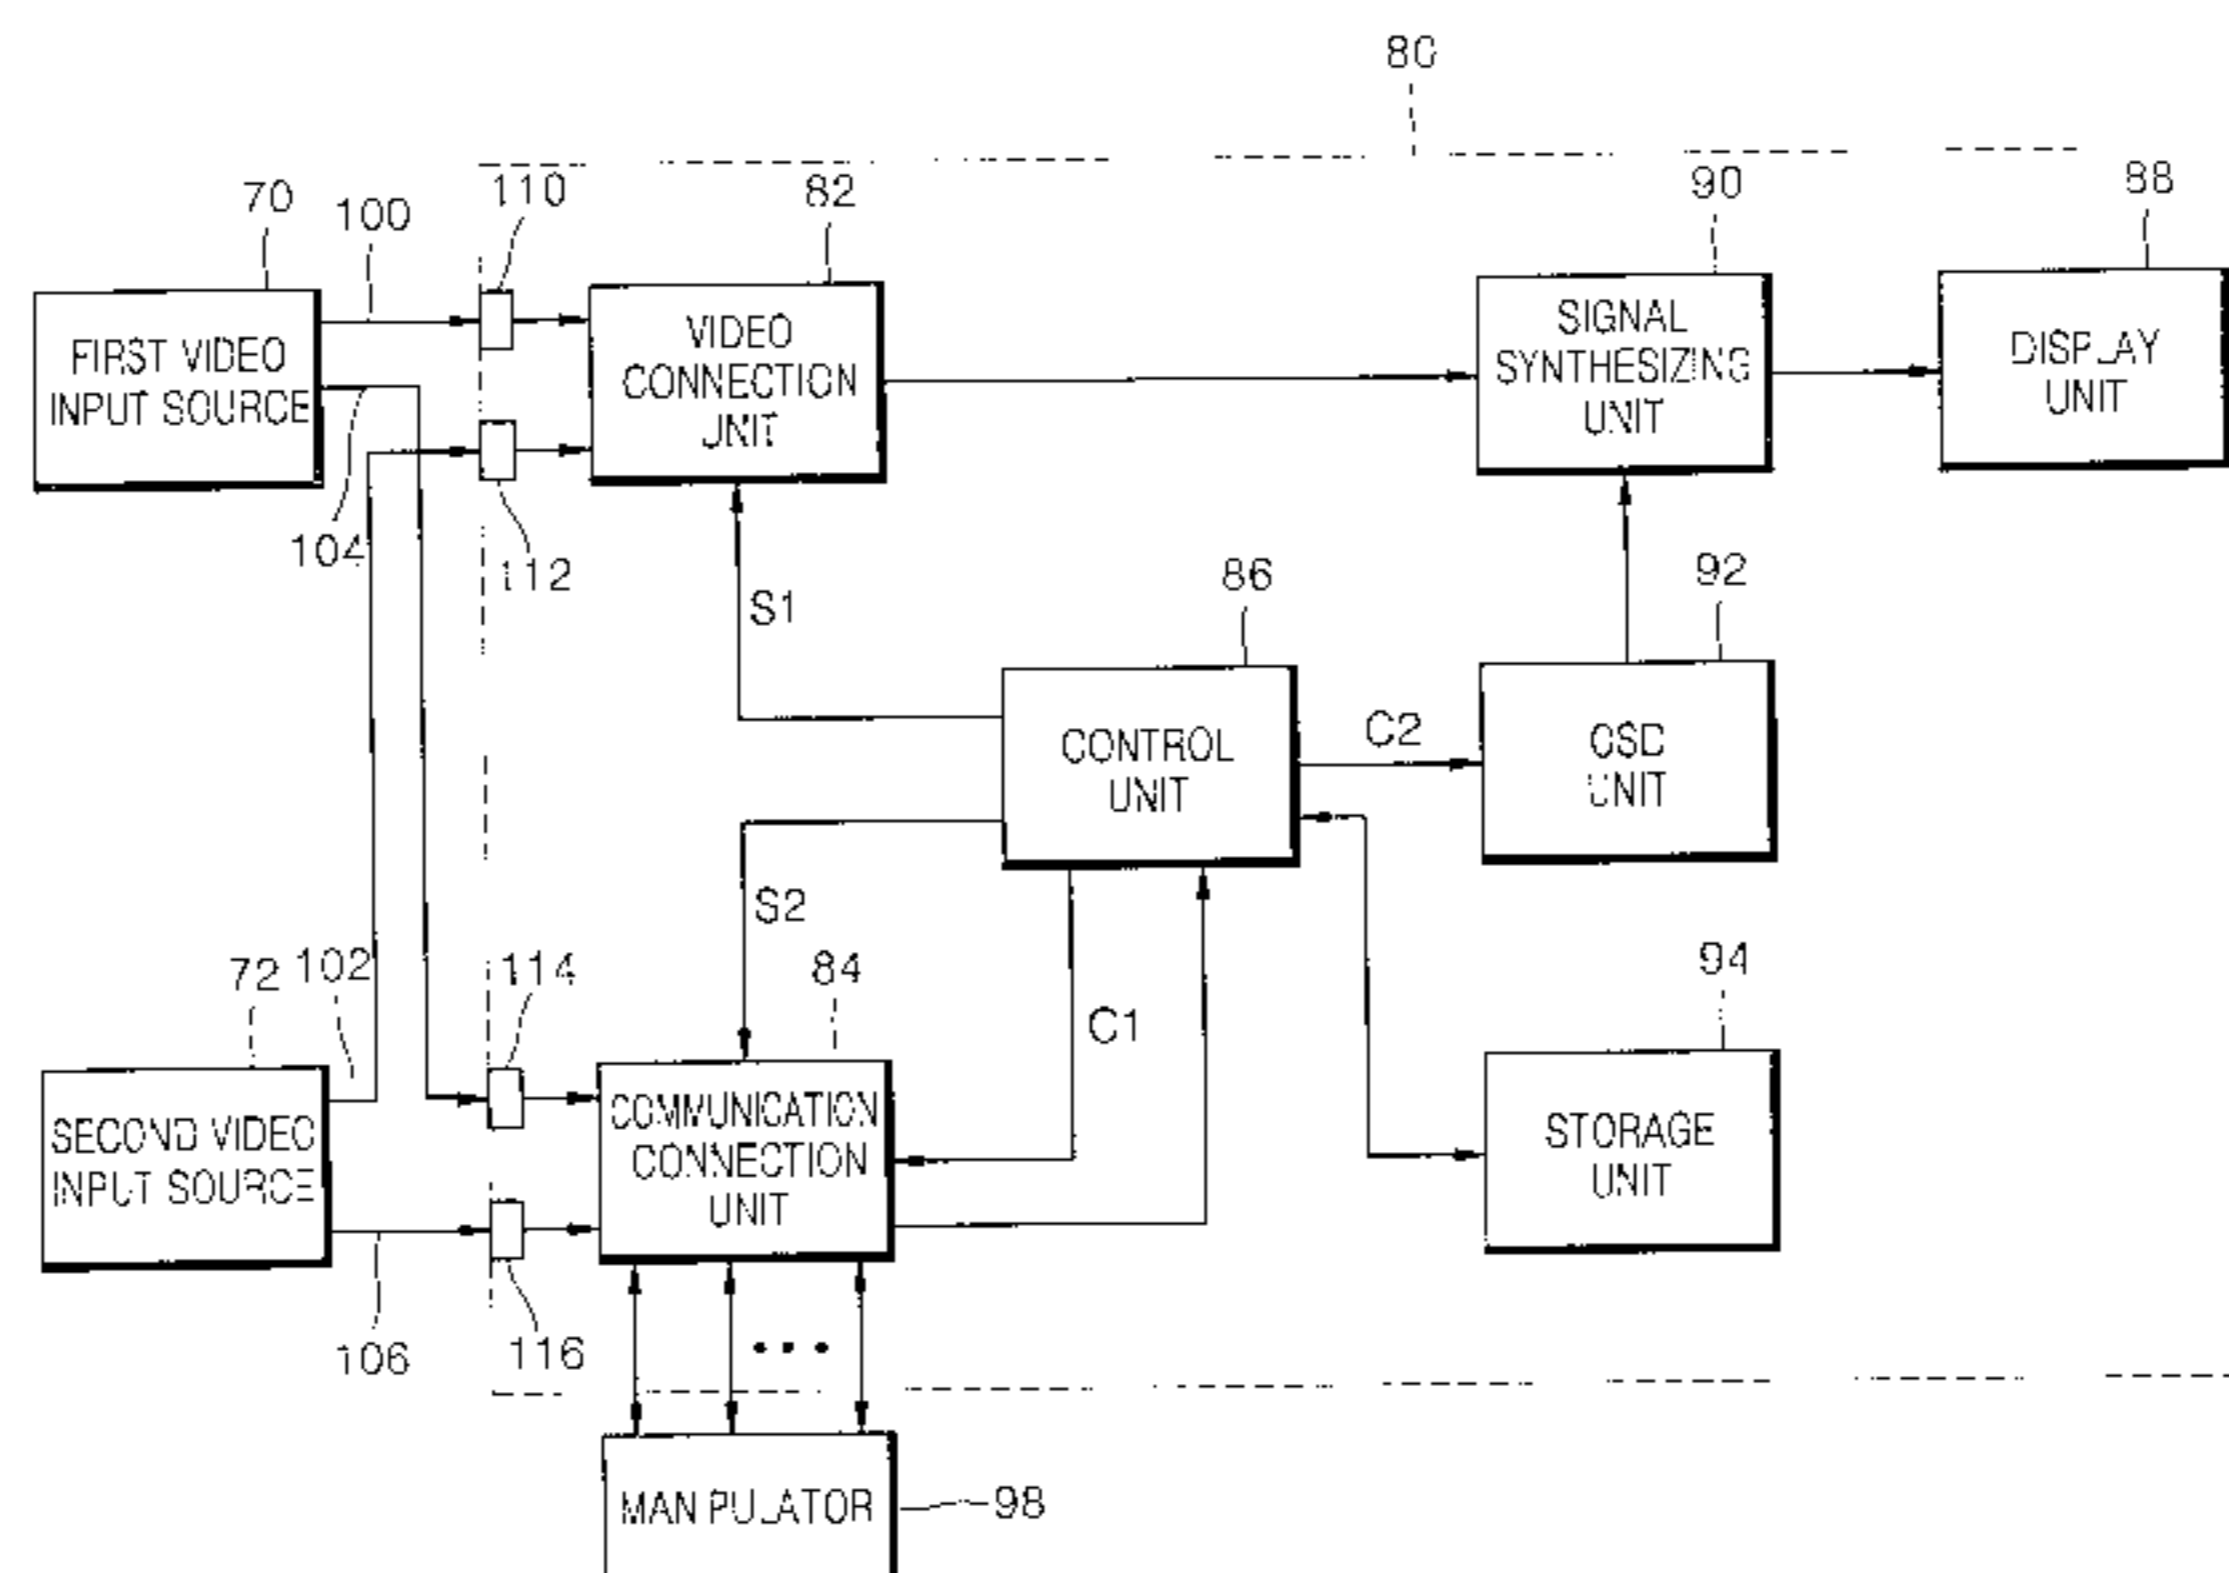 80
70
100
110
82
90
88
FIRST VIDEO
INPUT SOURCE
VIDEO
CONNECTION
UNIT
SIGNAL
SYNTHESIZING
UNIT
DISPLAY
UNIT
104
112
S1
86
92
CONTROL
UNIT
C2
OSD
UNIT
S2
72
102
114
84
C1
94
SECOND VIDEO
INPUT SOURCE
COMMUNICATION
CONNECTION
UNIT
STORAGE
UNIT
106
116
MANIPULATOR
98